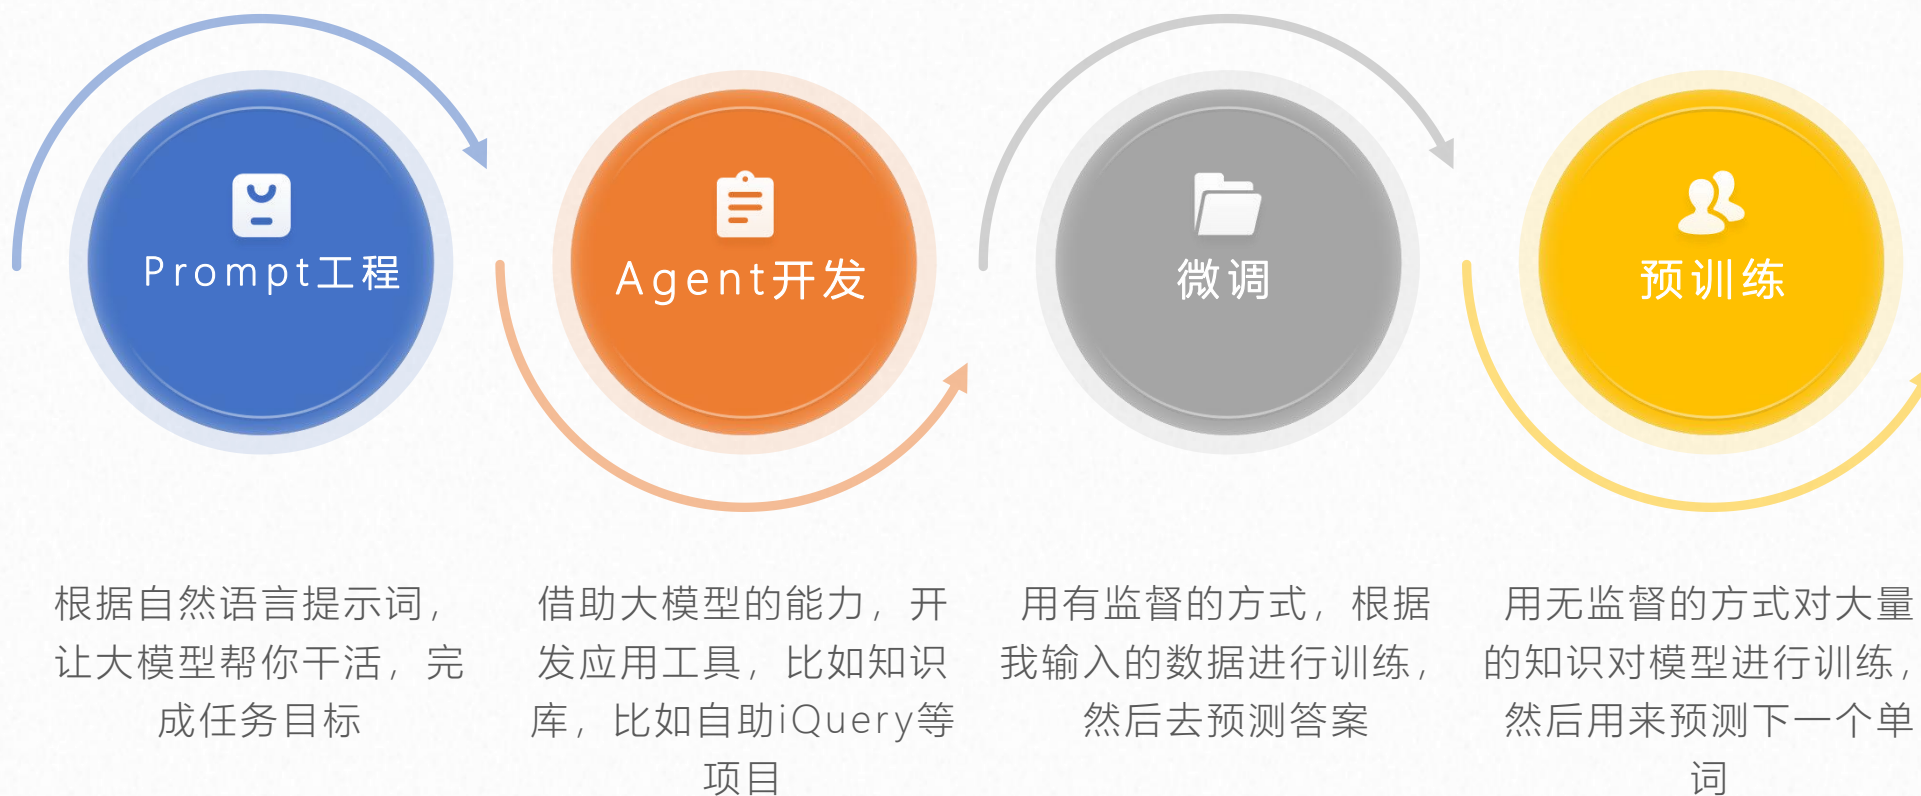 Prompt工程
Agent开发
微调
预训练
根据自然语言提示词，
让大模型帮你干活，完
成任务目标
借助大模型的能力，开
发应用工具，比如知识
库，比如自助iQuery等
项目
用有监督的方式，根据
我输入的数据进行训练，
然后去预测答案
用无监督的方式对大量
的知识对模型进行训练，
然后用来预测下一个单
词